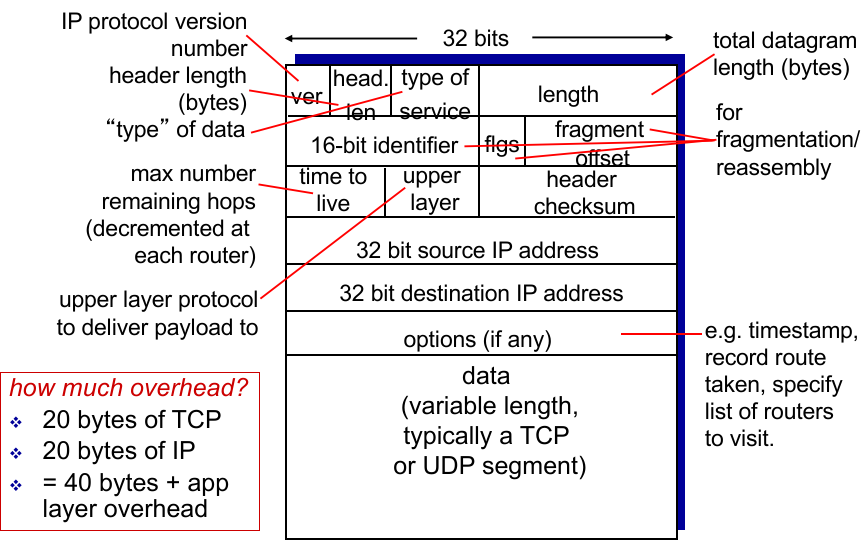 IP protocol version
number
header length
(bytes)
“type” of data
max number
remaining hops
(decremented at
each router)
upper layer protocol
to deliver payload to
how much overhead?
❖ 20 bytes of TCP
❖ 20 bytes of IP
❖ = 40 bytes + app
layer overhead
32 bits
ver
head.
len
type of
service
length
16-bit identifier
flgs
fragment
offset
time to
live
upper
layer
header
checksum
32 bit source IP address
32 bit destination IP address
options (if any)
data
(variable length,
typically a TCP
or UDP segment)
total datagram
length (bytes)
for
fragmentation/
reassembly
e.g. timestamp,
record route
taken, specify
list of routers
to visit.